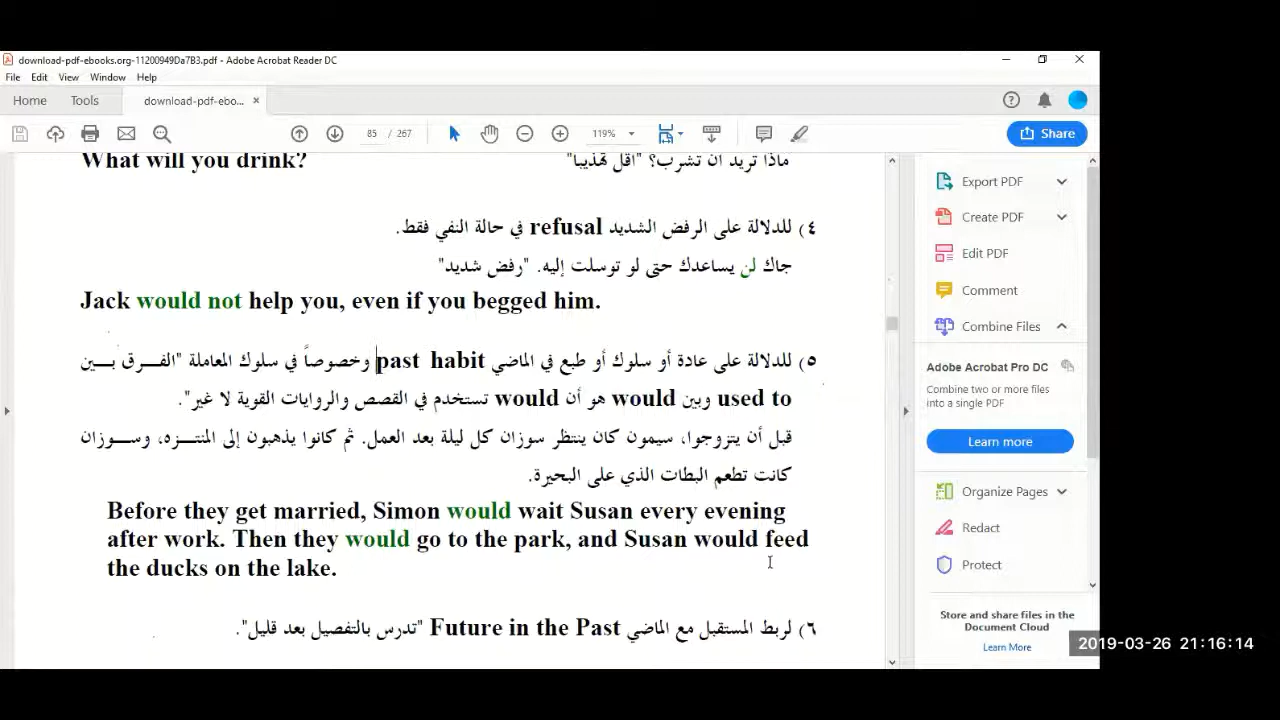 download-pdf-ebooks.org-11200949Da7B3.pdf - Adobe Acrobat Reader DC
File Edit View Window Help
Home Tools download-pdf-ebo... ×
85 / 267 119% Share
What will you drink? ماذا تريد ان تشرب؟ "اقل تهذيبا"
٤) للدلالة على الرفض الشديد refusal في حالة النفي فقط.
جاك لن يساعدك حتى لو توسلت إليه. "رفض شديد"
Jack would not help you, even if you begged him.
٥) للدلالة على عادة أو سلوك أو طبع في الماضي past habit وخصوصاً في سلوك المعاملة "الفـــرق بـــين
used to وبين would هو أن would تستخدم في القصص والروايات القوية لا غير".
قبل أن يتزوجوا، سيمون كان ينتظر سوزان كل ليلة بعد العمل. ثم كانوا يذهبون إلى المنتـــزه، وســـوزان
كانت تطعم البطات الذي على البحيرة.
Before they get married, Simon would wait Susan every evening
after work. Then they would go to the park, and Susan would feed
the ducks on the lake.
٦) لربط المستقبل مع الماضي Future in the Past "تدرس بالتفصيل بعد قليل".
Export PDF
Create PDF
Edit PDF
Comment
Combine Files
Adobe Acrobat Pro DC
Combine two or more files
into a single PDF
Learn more
Organize Pages
Redact
Protect
Store and share files in the
Document Cloud
Learn More
2019-03-26 21:16:14